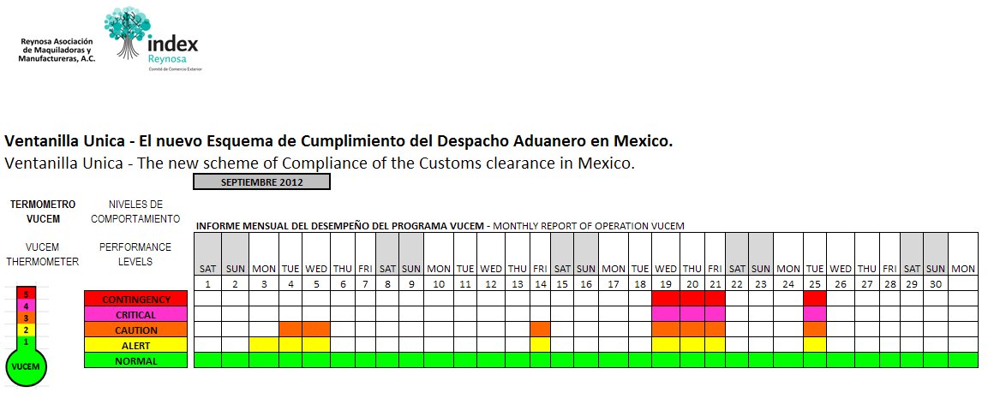 Reynosa Asociación
de Maquiladoras y
Manufactureras, A.C.
index
Reynosa
Comité de Comercio Exterior
Ventanilla Unica - El nuevo Esquema de Cumplimiento del Despacho Aduanero en Mexico.
Ventanilla Unica - The new scheme of Compliance of the Customs clearance in Mexico.
SEPTIEMBRE 2012
TERMOMETRO
VUCEM
NIVELES DE
COMPORTAMIENTO
INFORME MENSUAL DEL DESEMPEÑO DEL PROGRAMA VUCEM - MONTHLY REPORT OF OPERATION VUCEM
VUCEM
THERMOMETER
PERFORMANCE
LEVELS
SAT SUN MON TUE WED THU FRI SAT SUN MON TUE WED THU FRI SAT SUN MON TUE WED THU FRI SAT SUN MON TUE WED THU FRI SAT SUN MON
1 2 3 4 5 6 7 8 9 10 11 12 13 14 15 16 17 18 19 20 21 22 23 24 25 26 27 28 29 30
5 CONTINGENCY
4 CRITICAL
3 CAUTION
2 ALERT
1 NORMAL
VUCEM